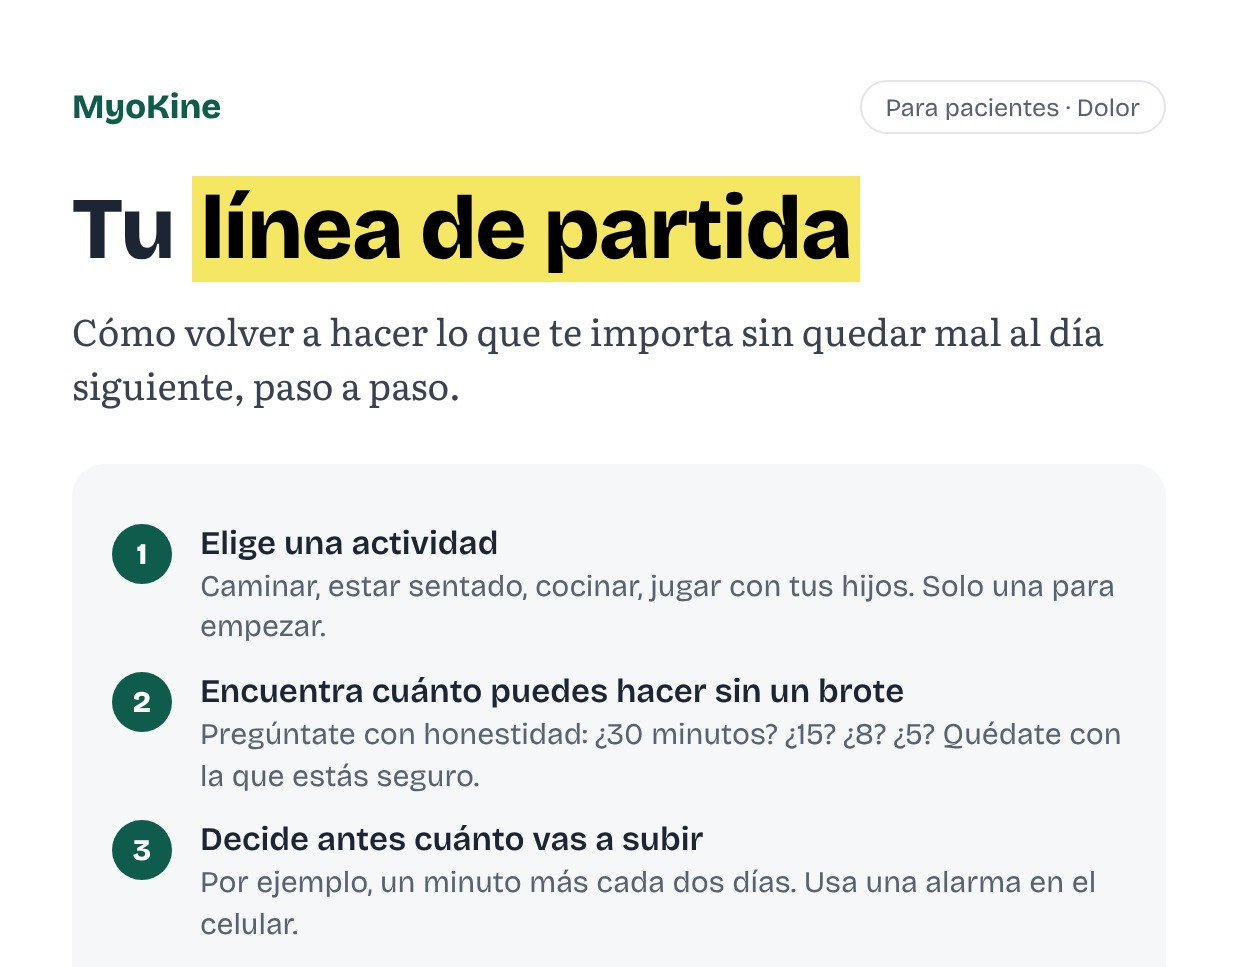 MyoKine
Para pacientes · Dolor
Tu línea de partida
Cómo volver a hacer lo que te importa sin quedar mal al día
siguiente, paso a paso.
1
Elige una actividad
Caminar, estar sentado, cocinar, jugar con tus hijos. Solo una para
empezar.
2
Encuentra cuánto puedes hacer sin un brote
Pregúntate con honestidad: ¿30 minutos? ¿15? ¿8? ¿5? Quédate con
la que estás seguro.
3
Decide antes cuánto vas a subir
Por ejemplo, un minuto más cada dos días. Usa una alarma en el
celular.